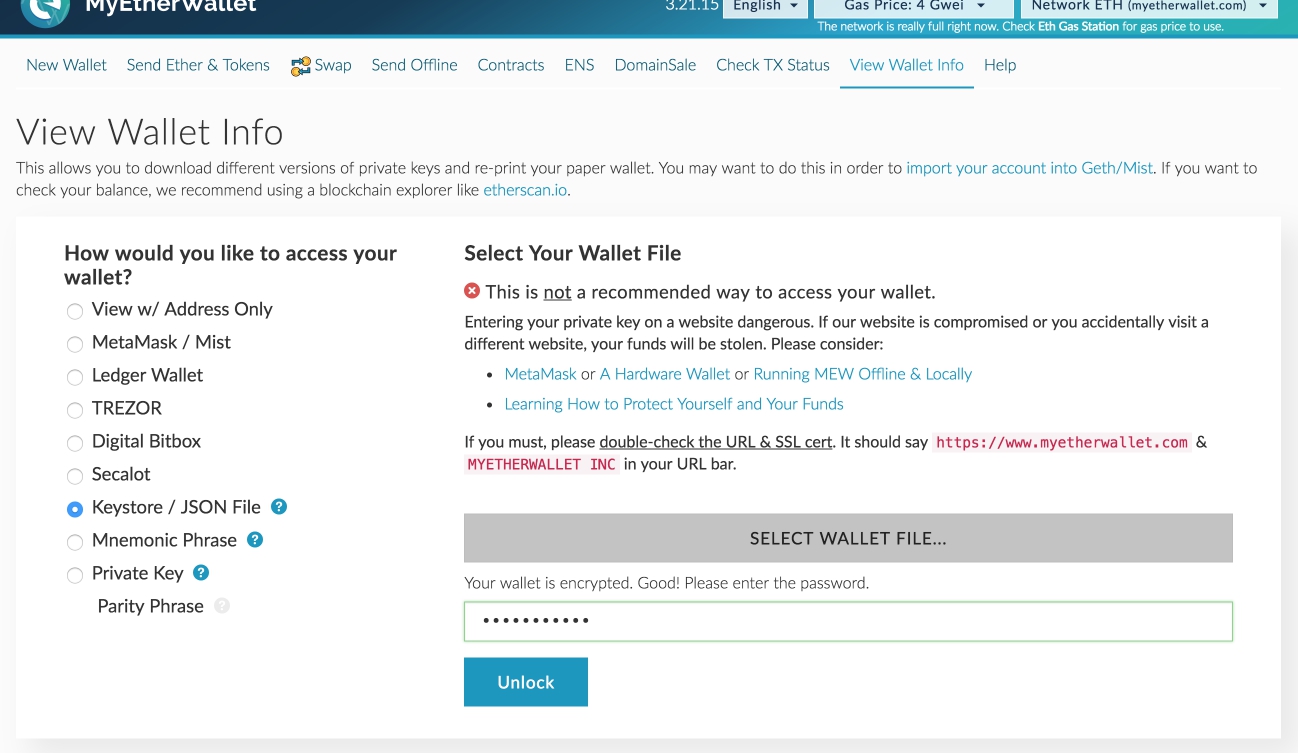 MyEtherWallet
3.21.15 English Gas Price: 4 Gwei Network ETH (myetherwallet.com)
The network is really full right now. Check Eth Gas Station for gas price to use.
New Wallet Send Ether & Tokens Swap Send Offline Contracts ENS DomainSale Check TX Status View Wallet Info Help
View Wallet Info
This allows you to download different versions of private keys and re-print your paper wallet. You may want to do this in order to import your account into Geth/Mist. If you want to
check your balance, we recommend using a blockchain explorer like etherscan.io.
How would you like to access your
wallet?
View w/ Address Only
MetaMask / Mist
Ledger Wallet
TREZOR
Digital Bitbox
Secalot
Keystore / JSON File ?
Mnemonic Phrase ?
Private Key ?
Parity Phrase ?
Select Your Wallet File
This is not a recommended way to access your wallet.
Entering your private key on a website dangerous. If our website is compromised or you accidentally visit a
different website, your funds will be stolen. Please consider:
• MetaMask or A Hardware Wallet or Running MEW Offline & Locally
• Learning How to Protect Yourself and Your Funds
If you must, please double-check the URL & SSL cert. It should say https://www.myetherwallet.com &
MYETHERWALLET INC in your URL bar.
SELECT WALLET FILE...
Your wallet is encrypted. Good! Please enter the password.
•••••••••••
Unlock